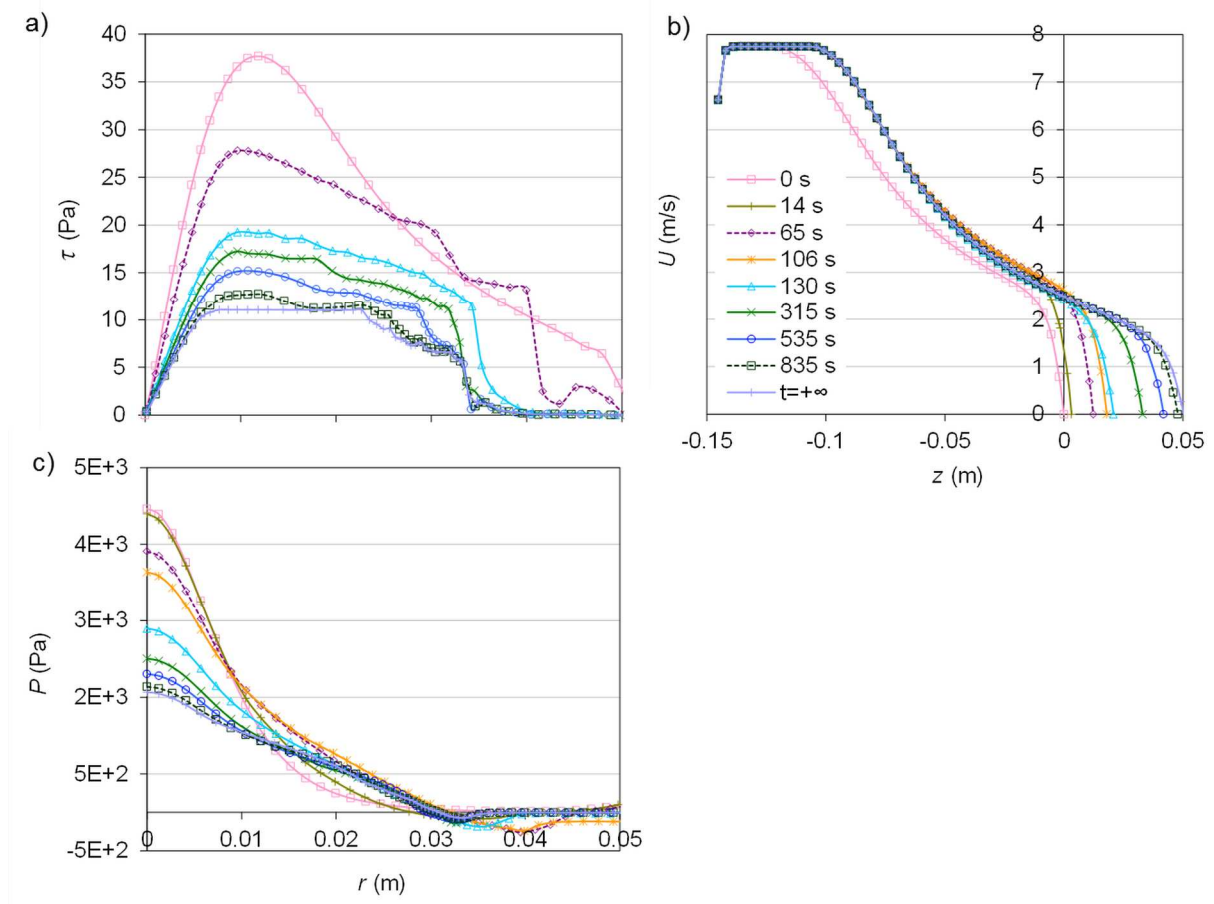 a)
τ (Pa)
40
35
30
25
20
15
10
5
0
b)
U (m/s)
8
7
6
5
4
3
2
1
0
-0.15
-0.1
-0.05
0
0.05
z (m)
0 s
14 s
65 s
106 s
130 s
315 s
535 s
835 s
t=+∞
c)
P (Pa)
5E+3
4E+3
3E+3
2E+3
5E+2
-5E+2
0
0.01
0.02
0.03
0.04
0.05
r (m)